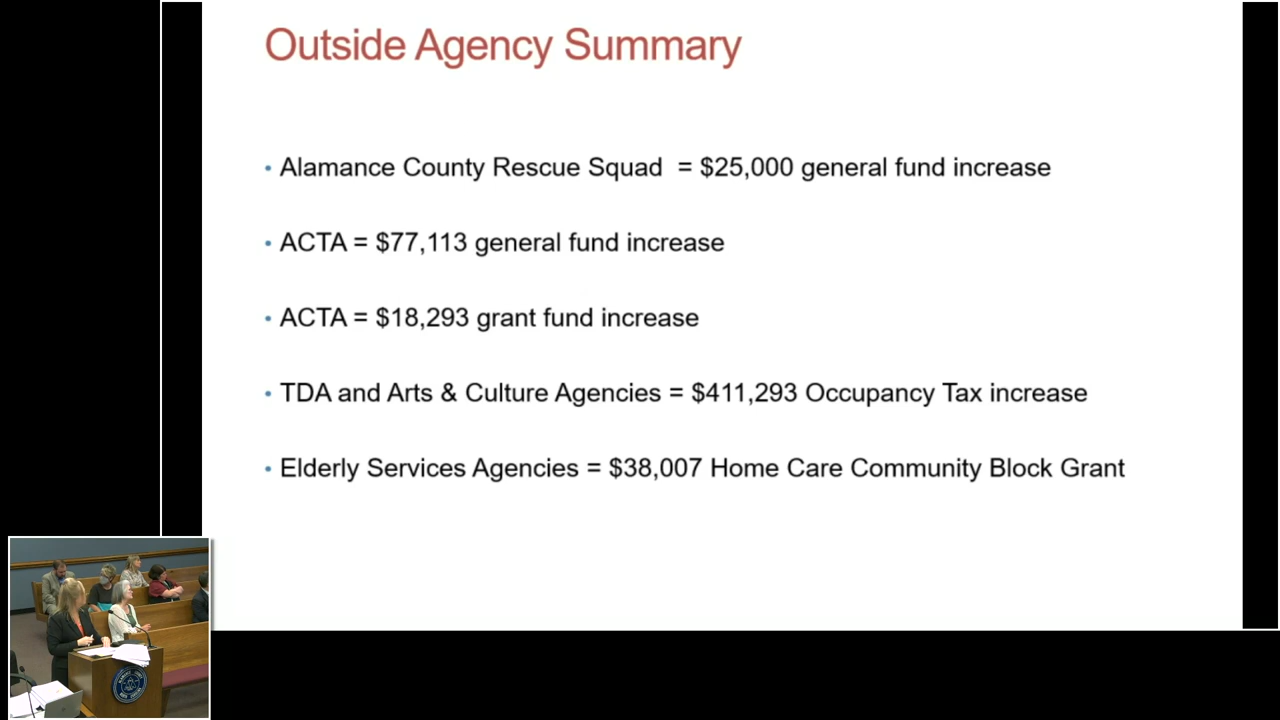 Outside Agency Summary
• Alamance County Rescue Squad = $25,000 general fund increase
• ACTA = $77,113 general fund increase
• ACTA = $18,293 grant fund increase
• TDA and Arts & Culture Agencies = $411,293 Occupancy Tax increase
• Elderly Services Agencies = $38,007 Home Care Community Block Grant